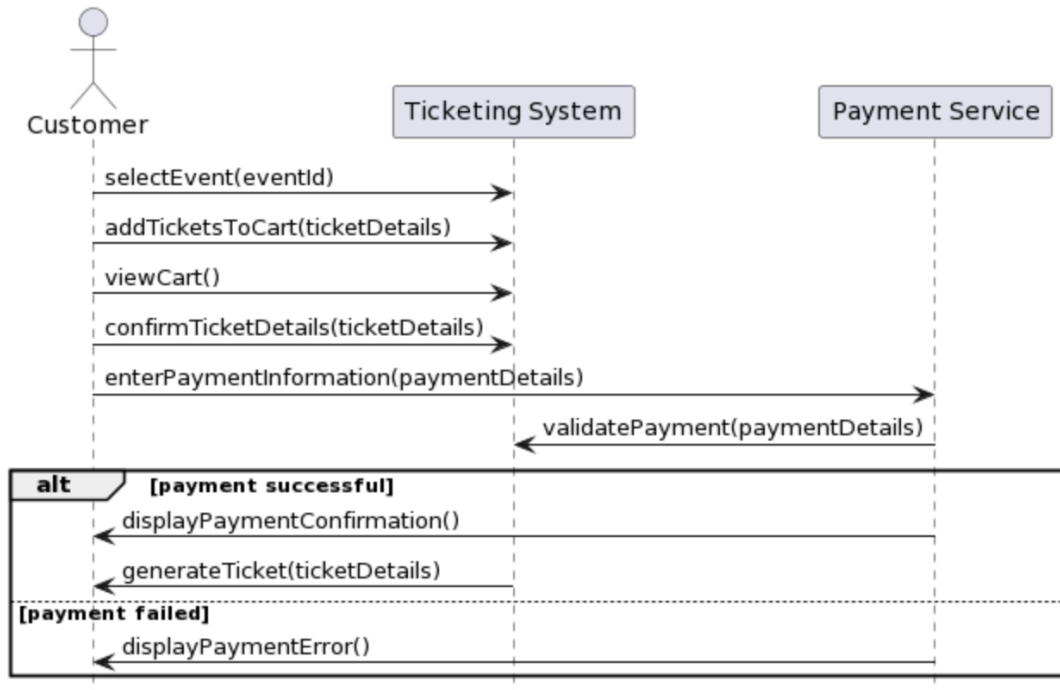 Customer
Ticketing System
Payment Service
selectEvent(eventId)
addTicketsToCart(ticketDetails)
viewCart()
confirmTicketDetails(ticketDetails)
enterPaymentInformation(paymentDetails)
validatePayment(paymentDetails)
alt [payment successful]
displayPaymentConfirmation()
generateTicket(ticketDetails)
[payment failed]
displayPaymentError()